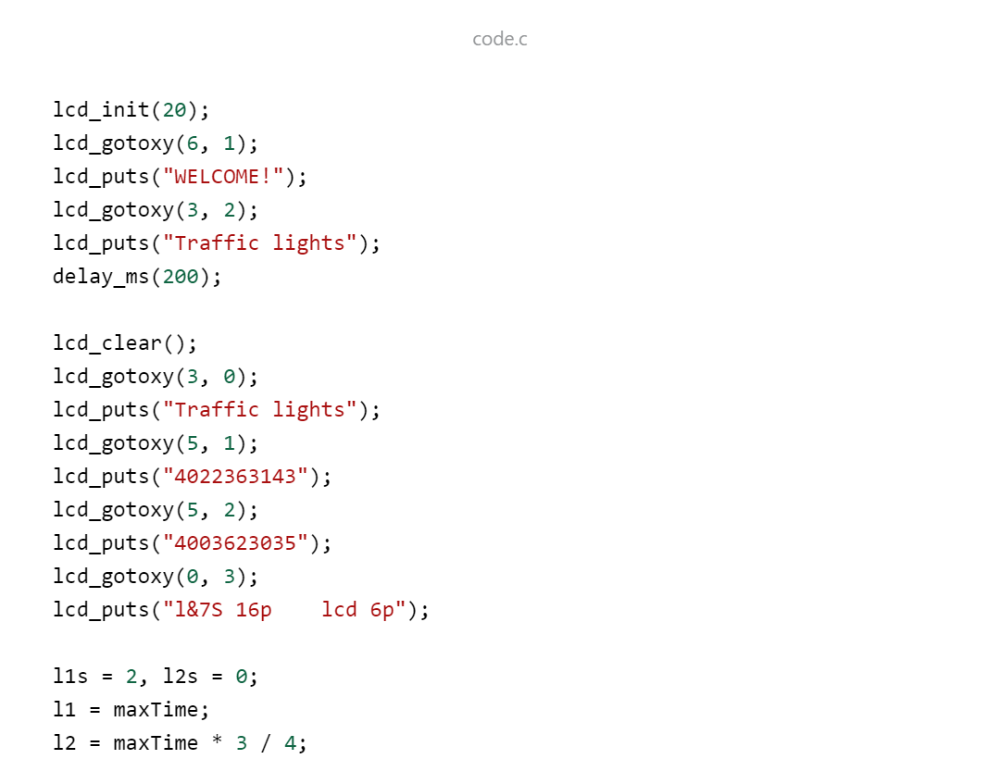 code.c
lcd_init(20);
lcd_gotoxy(6, 1);
lcd_puts("WELCOME!");
lcd_gotoxy(3, 2);
lcd_puts("Traffic lights");
delay_ms(200);
lcd_clear();
lcd_gotoxy(3, 0);
lcd_puts("Traffic lights");
lcd_gotoxy(5, 1);
lcd_puts("4022363143");
lcd_gotoxy(5, 2);
lcd_puts("4003623035");
lcd_gotoxy(0, 3);
lcd_puts("l&7S 16p    lcd 6p");
l1s = 2, l2s = 0;
l1 = maxTime;
l2 = maxTime * 3 / 4;